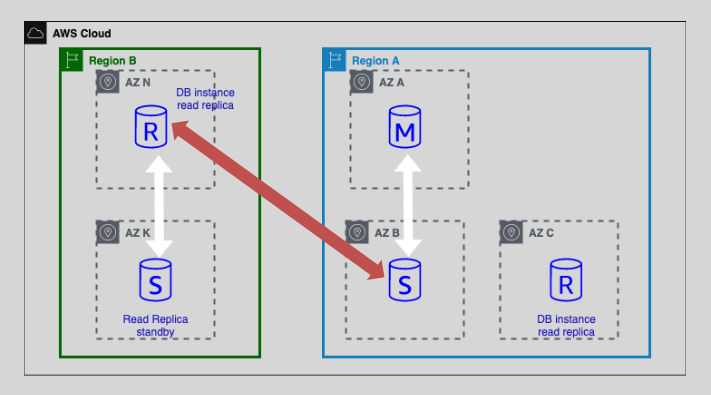 AWS Cloud
Region B
AZ N
DB instance
read replica
R
AZ K
S
Read Replica
standby
Region A
AZ A
M
AZ B
S
AZ C
R
DB instance
read replica